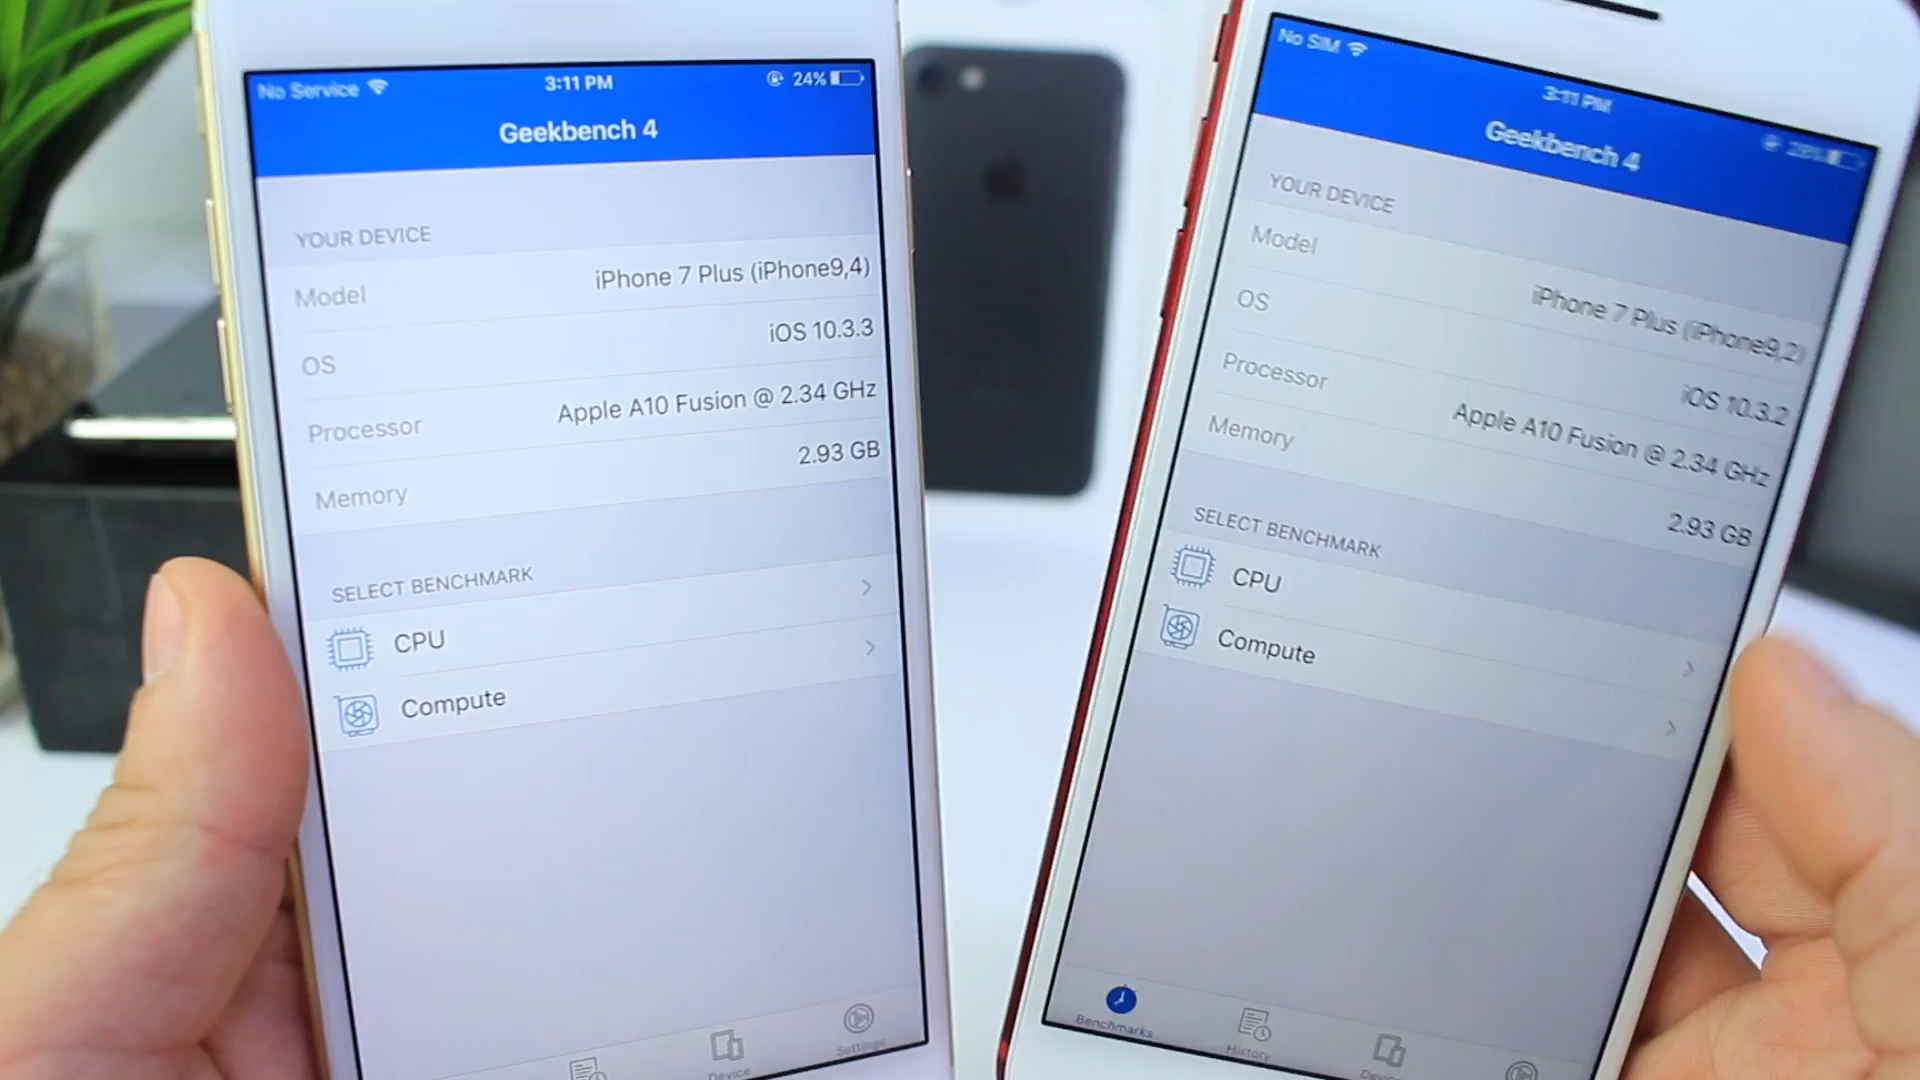 No Service 3:11 PM 24%
Geekbench 4
YOUR DEVICE
Model iPhone 7 Plus (iPhone9,4)
OS iOS 10.3.3
Processor Apple A10 Fusion @ 2.34 GHz
Memory 2.93 GB
SELECT BENCHMARK
CPU
Compute
Device
Settings
No SIM 3:11 PM
Geekbench 4
YOUR DEVICE
Model iPhone 7 Plus (iPhone9,2)
OS iOS 10.3.2
Processor Apple A10 Fusion @ 2.34 GHz
Memory 2.93 GB
SELECT BENCHMARK
CPU
Compute
Benchmarks
History